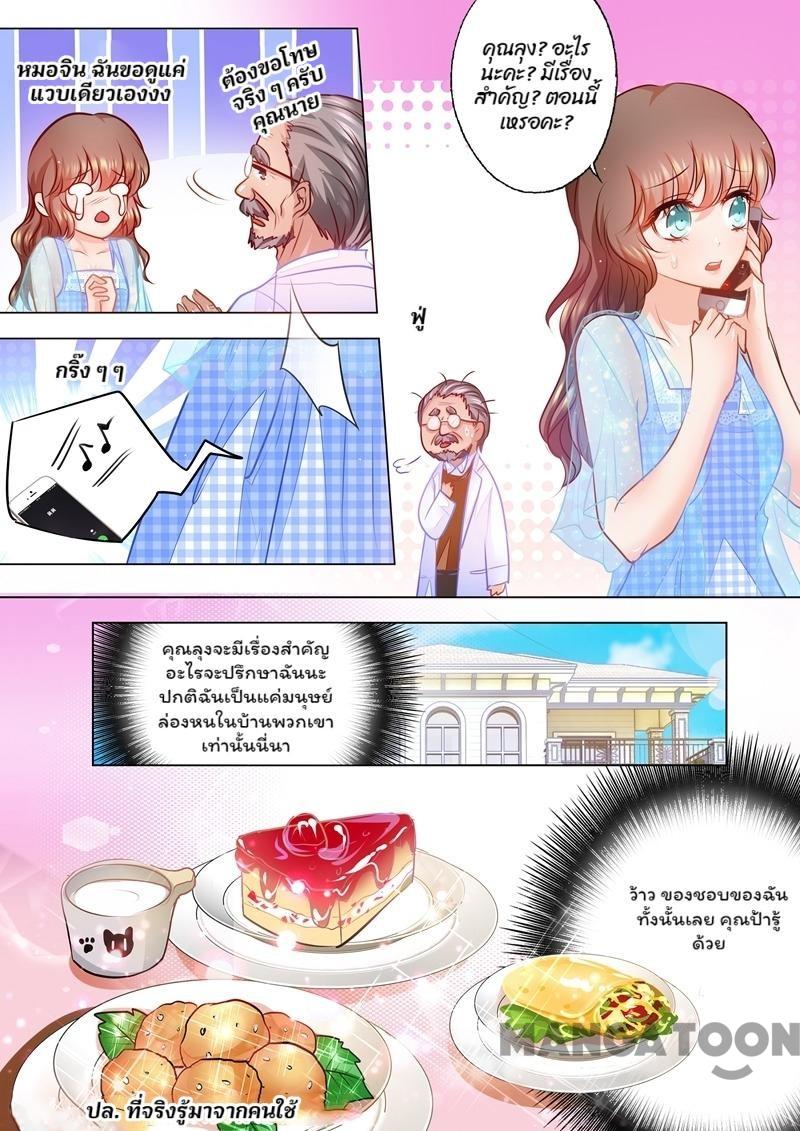 หมอจิน ฉันขอดูแค่
แวบเดียวเองงง
ต้องขอโทษ
จริง ๆ ครับ
คุณนาย
กริ๊ง ๆ ๆ
คุณลุง? อะไร
นะคะ? มีเรื่อง
สำคัญ? ตอนนี้
เหรอคะ?
ฟู่
คุณลุงจะมีเรื่องสำคัญ
อะไรจะปรึกษาฉันนะ
ปกติฉันเป็นแค่มนุษย์
ล่องหนในบ้านพวกเขา
เท่านั้นนี่นา
ว้าว ของชอบของฉัน
ทั้งนั้นเลย คุณป้ารู้
ด้วย
MANGATOON
ปล. ที่จริงรู้มาจากคนใช้